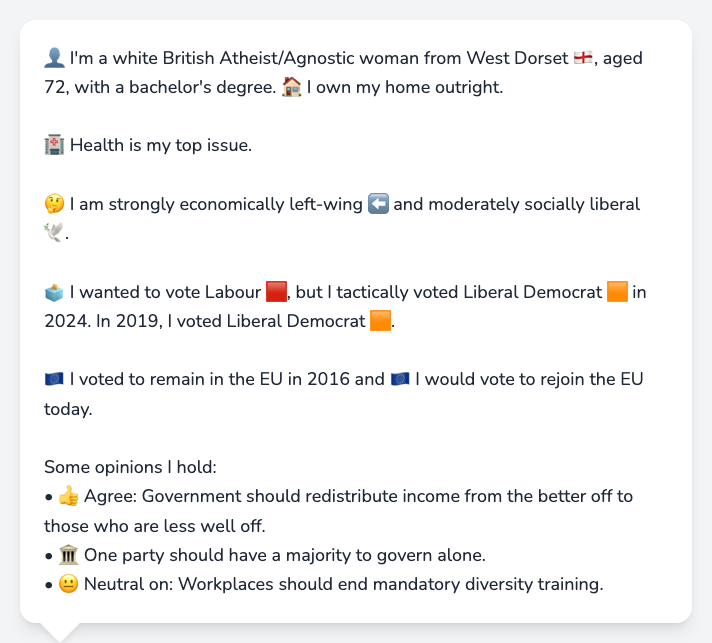 👤 I'm a white British Atheist/Agnostic woman from West Dorset 🏴󠁧󠁢󠁥󠁮󠁧󠁿, aged
72, with a bachelor's degree. 🏠 I own my home outright.
🏥 Health is my top issue.
🤔 I am strongly economically left-wing ⬅️ and moderately socially liberal
🕊️.
🗳️ I wanted to vote Labour 🟥, but I tactically voted Liberal Democrat 🟧 in
2024. In 2019, I voted Liberal Democrat 🟧.
🇪🇺 I voted to remain in the EU in 2016 and 🇪🇺 I would vote to rejoin the EU
today.
Some opinions I hold:
• 👍 Agree: Government should redistribute income from the better off to
those who are less well off.
• 🏛️ One party should have a majority to govern alone.
• 😐 Neutral on: Workplaces should end mandatory diversity training.